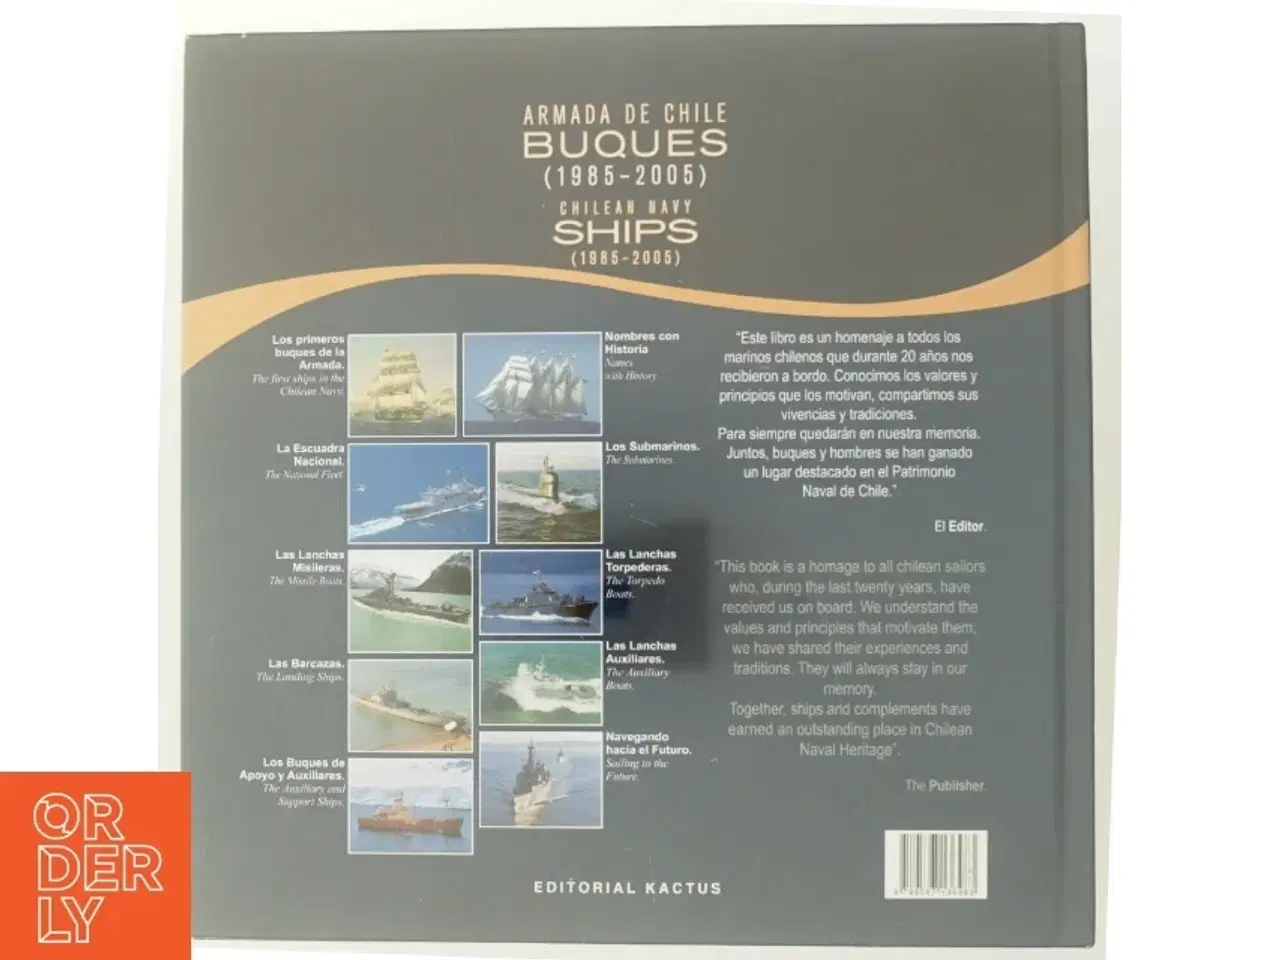 ARMADA DE CHILE
BUQUES
(1985-2005)
CHILEAN NAVY
SHIPS
(1985-2005)
Los primeros
buques de la
Armada.
The first ships in the
Chilean Navy.
Nombres con
Historia
Names
with History
La Escuadra
Nacional.
The National Fleet.
Los Submarinos.
The Submarines.
Las Lanchas
Misileras.
The Missile Boats.
Las Lanchas
Torpederas.
The Torpedo
Boats.
Las Barcazas.
The Landing Ships.
Las Lanchas
Auxiliares.
The Auxiliary
Boats.
Los Buques de
Apoyo y Auxiliares.
The Auxiliary and
Support Ships.
Navegando
hacia el Futuro.
Sailing to the
Future.
"Este libro es un homenaje a todos los
marinos chilenos que durante 20 años nos
recibieron a bordo. Conocimos los valores y
principios que los motivan, compartimos sus
vivencias y tradiciones.
Para siempre quedarán en nuestra memoria.
Juntos, buques y hombres se han ganado
un lugar destacado en el Patrimonio
Naval de Chile."
El Editor.
"This book is a homage to all chilean sailors
who, during the last twenty years, have
received us on board. We understand the
values and principles that motivate them;
we have shared their experiences and
traditions. They will always stay in our
memory.
Together, ships and complements have
earned an outstanding place in Chilean
Naval Heritage".
The Publisher.
EDITORIAL KACTUS
OR
DER
LY